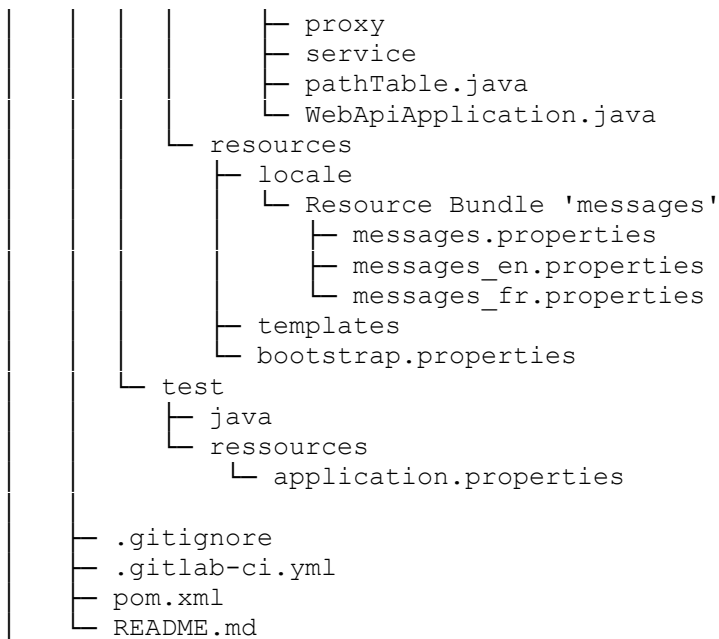 │   │   │   │       ├─ proxy
│   │   │   │       ├─ service
│   │   │   │       ├─ pathTable.java
│   │   │   │       └─ WebApiApplication.java
│   │   │   └─ resources
│   │   │       ├─ locale
│   │   │       │   └─ Resource Bundle 'messages'
│   │   │       │       ├─ messages.properties
│   │   │       │       ├─ messages_en.properties
│   │   │       │       └─ messages_fr.properties
│   │   │       ├─ templates
│   │   │       └─ bootstrap.properties
│   │   └─ test
│   │       ├─ java
│   │       └─ ressources
│   │            └─ application.properties
│   │
│   ├─ .gitignore
│   ├─ .gitlab-ci.yml
│   ├─ pom.xml
│   └─ README.md